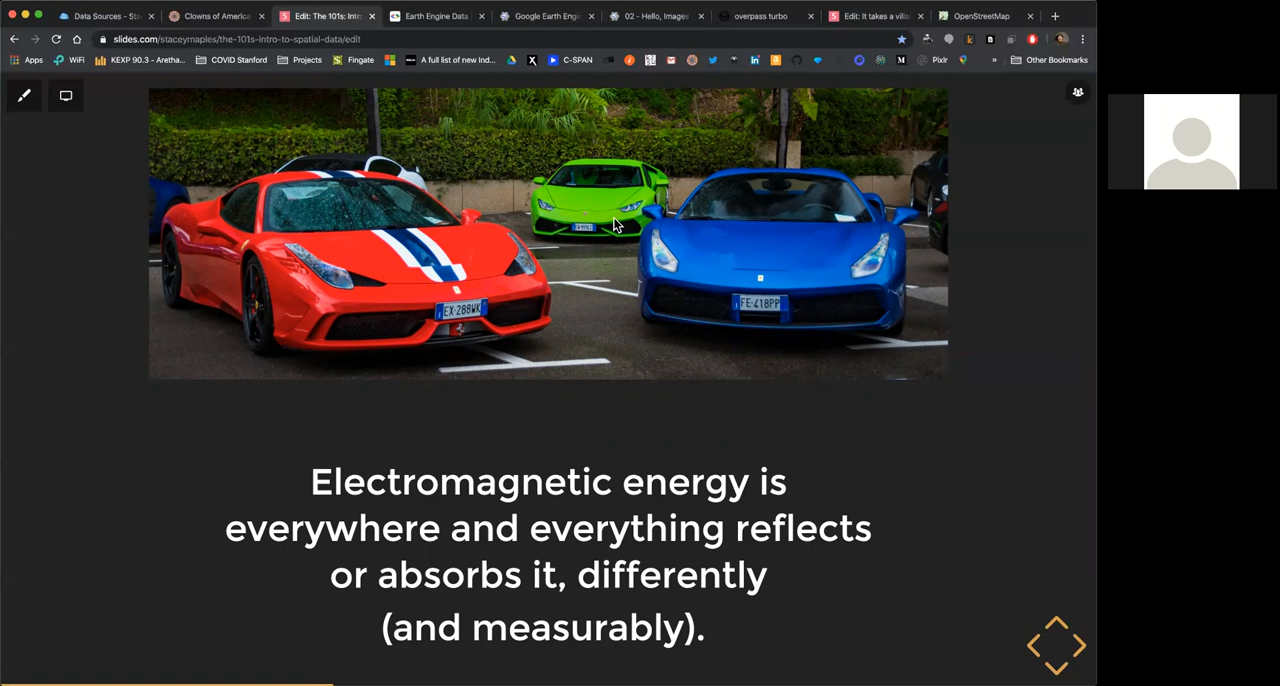 Data Sources - Sta
Clowns of America
Edit: The 101s: Intr
Earth Engine Data
Google Earth Engi
02 - Hello, Images
overpass turbo
Edit: It takes a villa
OpenStreetMap
slides.com/staceymaples/the-101s-intro-to-spatial-data/edit
Apps
WiFi
KEXP 90.3 - Aretha...
COVID Stanford
Projects
Fingate
A full list of new Ind...
C-SPAN
Pixlr
»
Other Bookmarks
EX·288WK
FE·418PP
Electromagnetic energy is
everywhere and everything reflects
or absorbs it, differently
(and measurably).